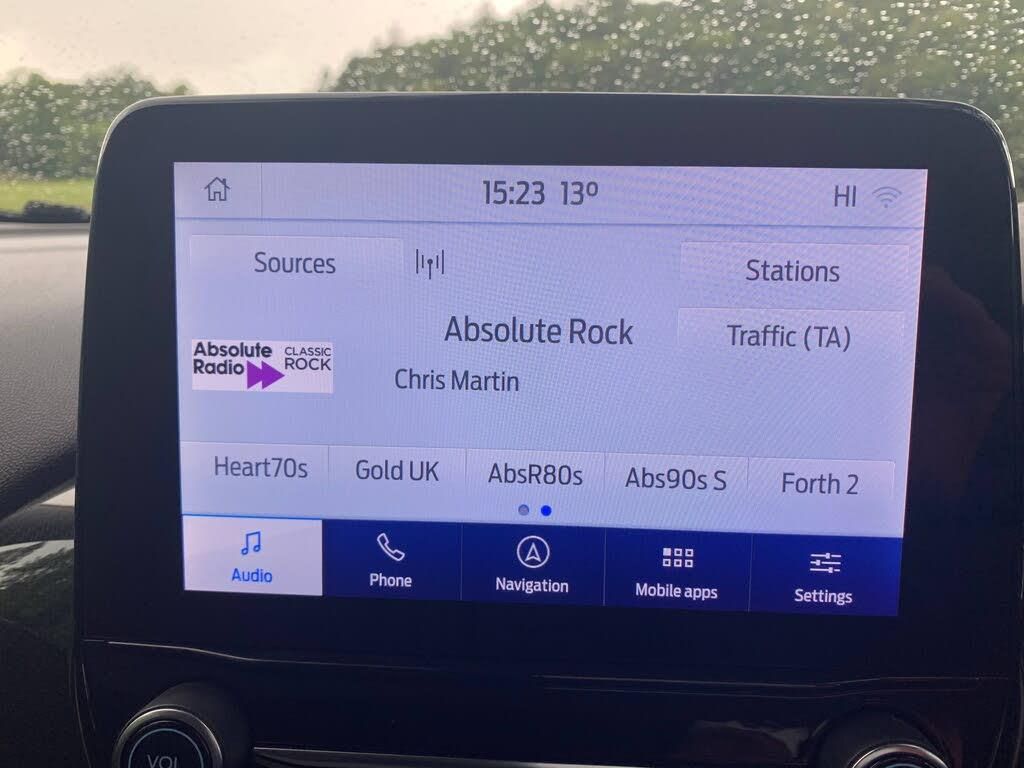 15:23 13º HI
Sources
Stations
Absolute Rock
Traffic (TA)
Absolute
Radio
CLASSIC
ROCK
Chris Martin
Heart70s Gold UK AbsR80s Abs90s S Forth 2
Audio Phone Navigation Mobile apps Settings
VOL